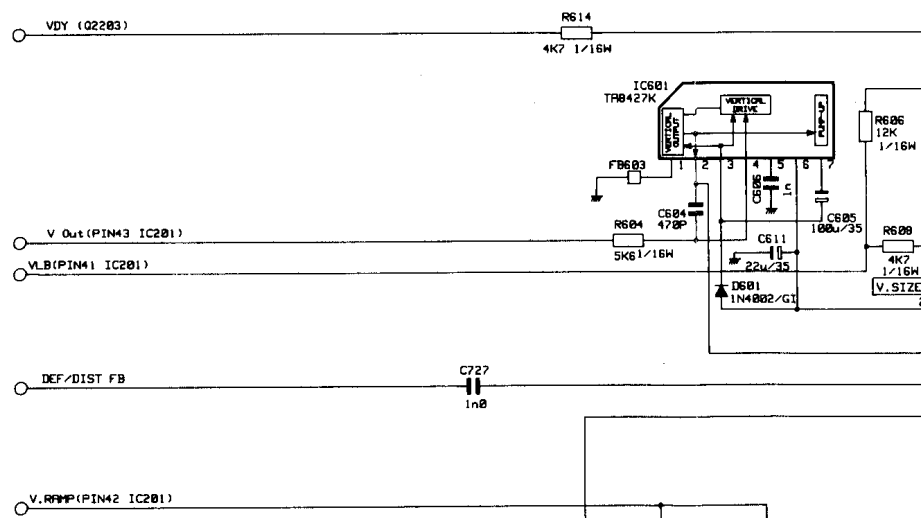 VDY (Q2203)
R614
4K7 1/16W
IC601
TA8427K
VERTICAL
OUTPUT
VERTICAL
DRIVE
PUMP-UP
R606
12K
1/16W
1 2 3 4 5 6 7
FB603
C604
470P
C606
1n
C605
100u/35
V Out(PIN43 IC201)
R604
5K6 1/16W
C611
22u/35
R608
4K7
1/16W
VLB(PIN41 IC201)
D601
1N4002/GI
V.SIZE
DEF/DIST FB
C727
1n0
V.RAMP(PIN42 IC201)